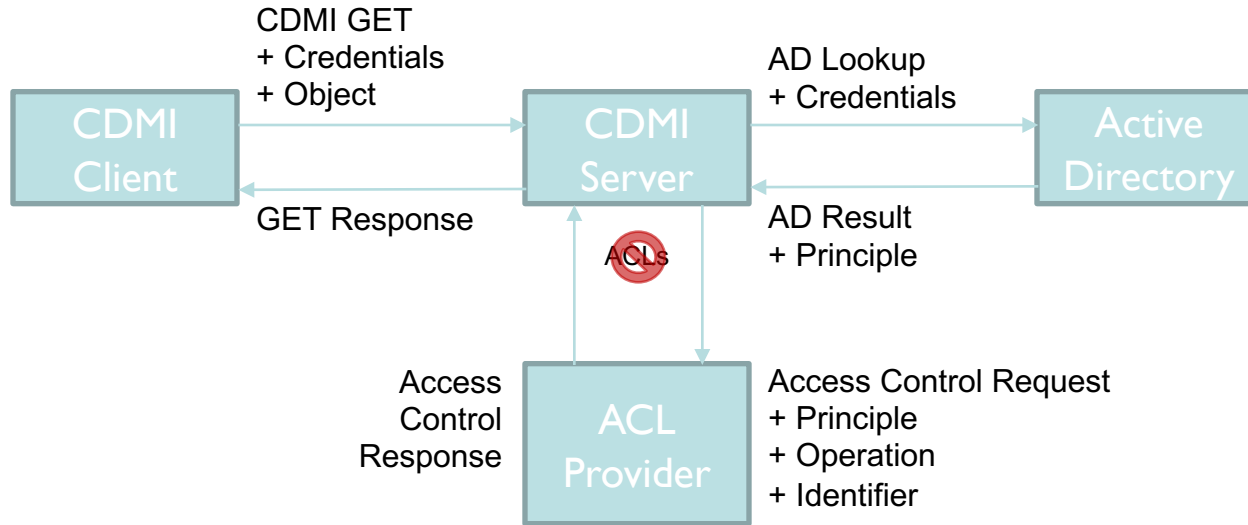 CDMI GET
+ Credentials
+ Object
AD Lookup
+ Credentials
CDMI
Client
CDMI
Server
Active
Directory
GET Response
AD Result
+ Principle
ACLs
Access
Control
Response
ACL
Provider
Access Control Request
+ Principle
+ Operation
+ Identifier